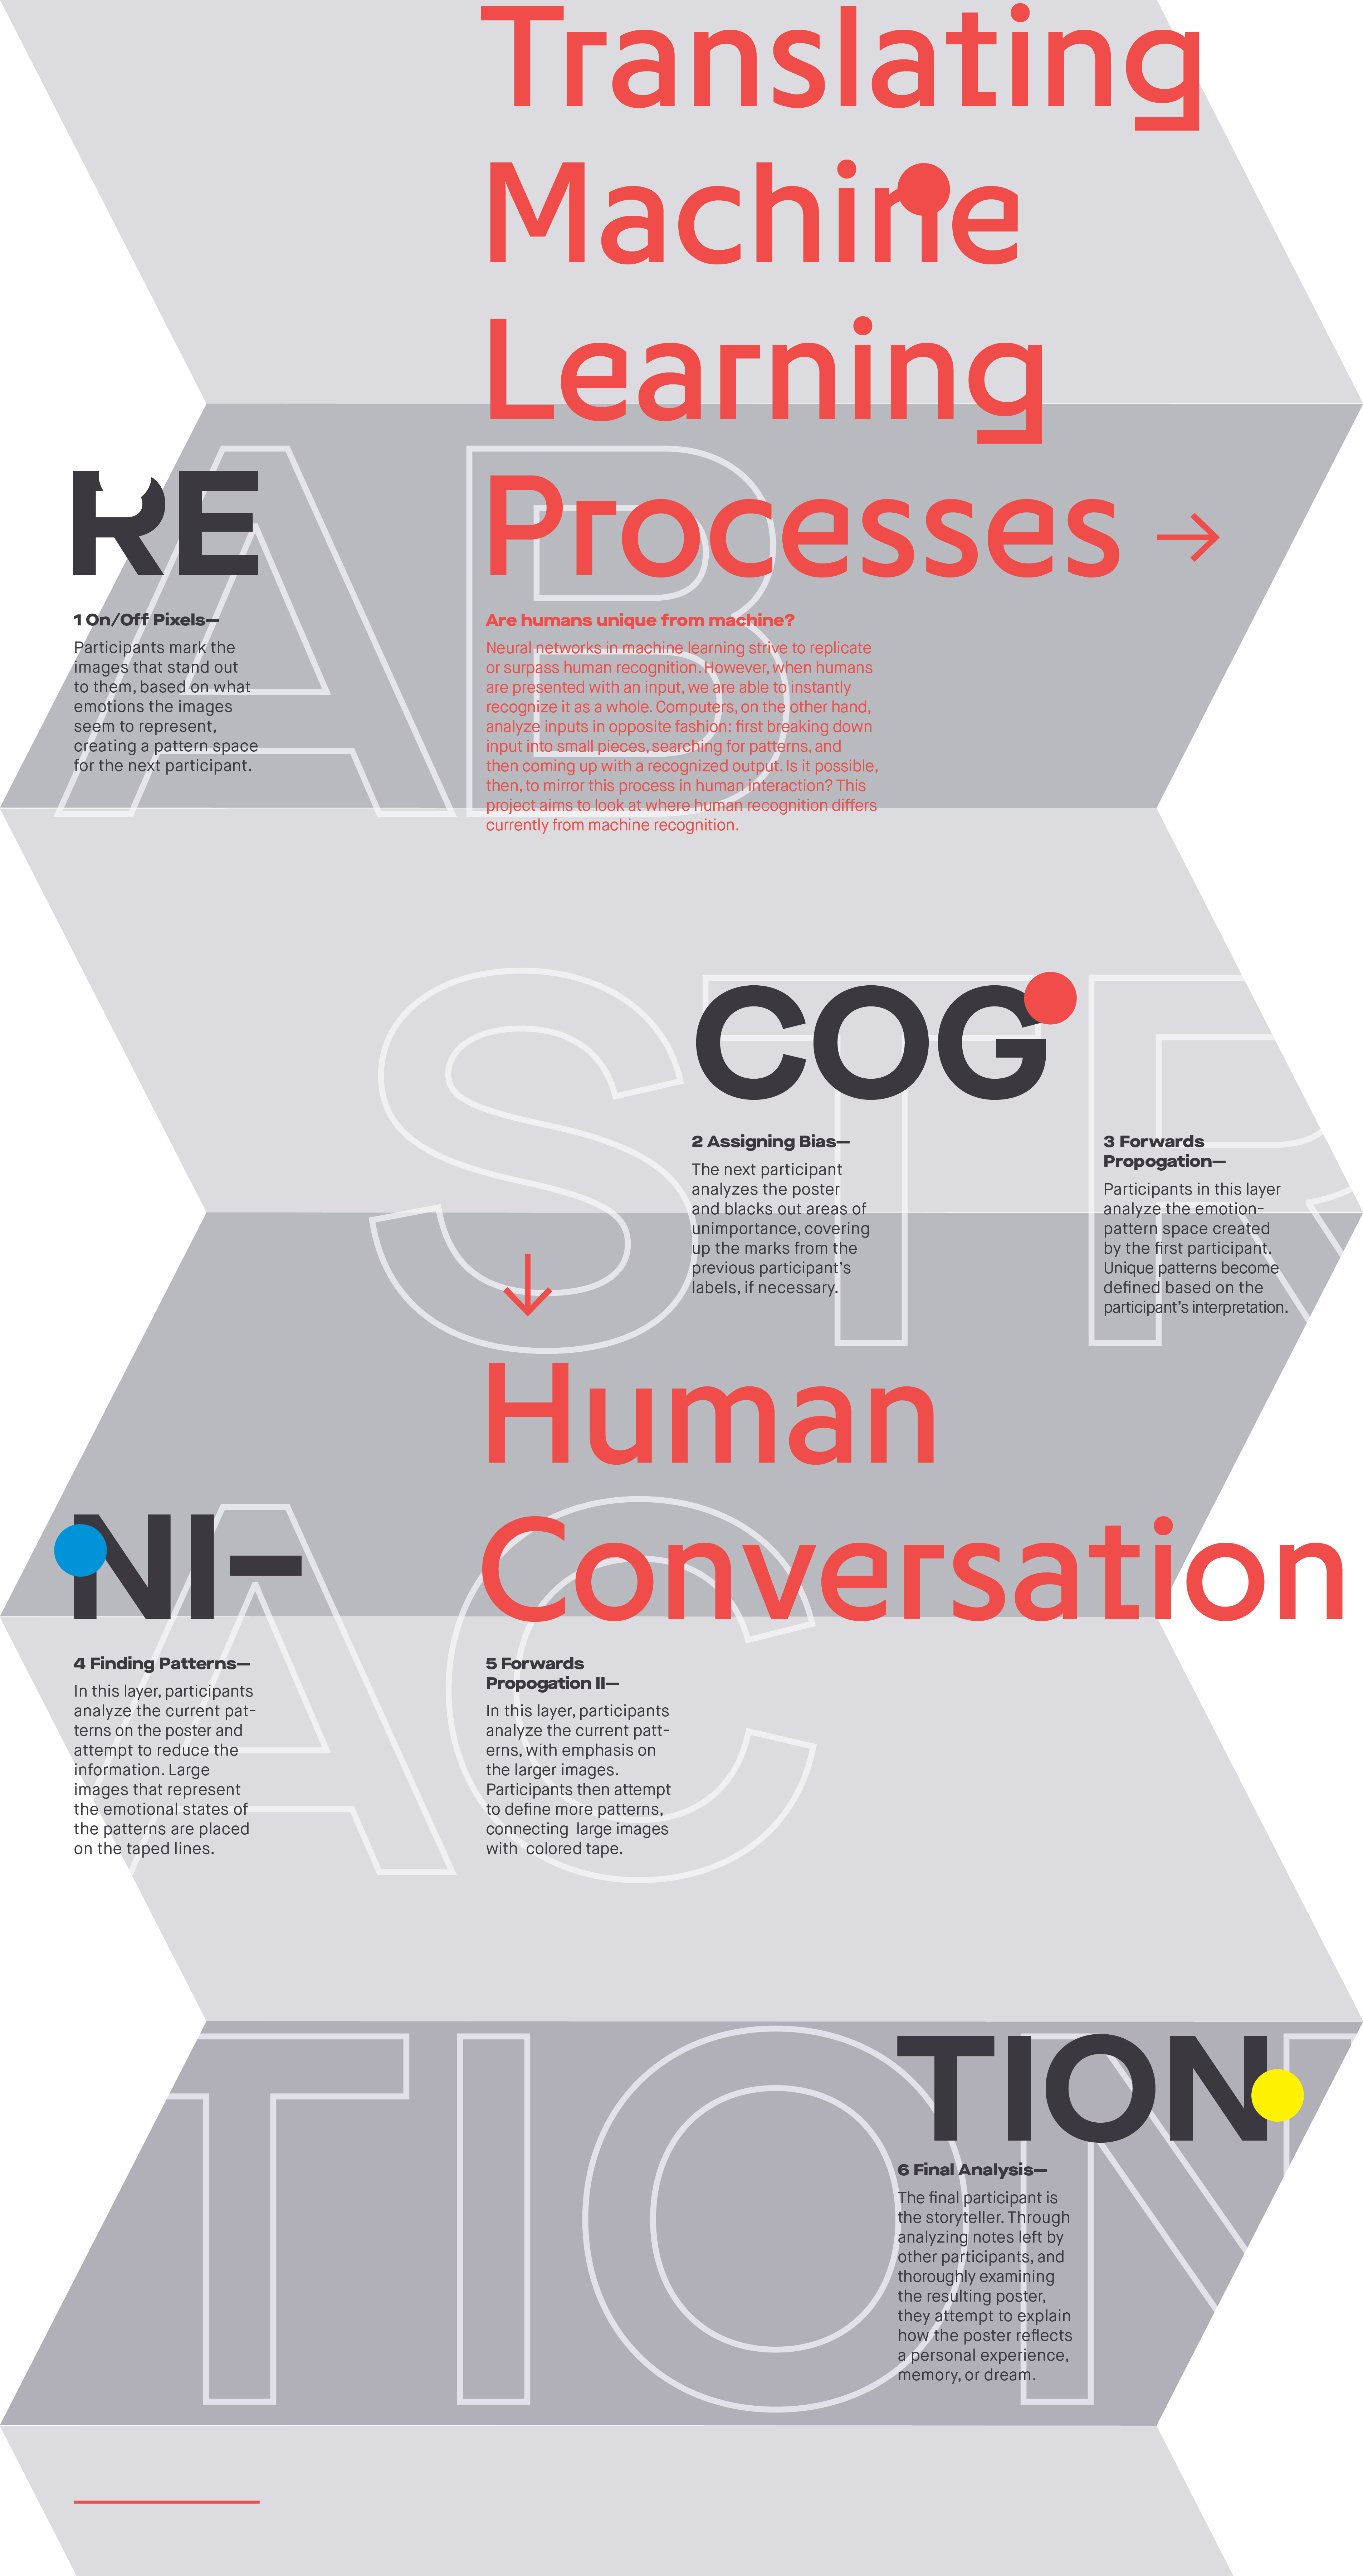 Translating
Machine
Learning
Processes →
AB
RE
1 On/Off Pixels—
Participants mark the
images that stand out
to them, based on what
emotions the images
seem to represent,
creating a pattern space
for the next participant.
Are humans unique from machine?
Neural networks in machine learning strive to replicate
or surpass human recognition. However, when humans
are presented with an input, we are able to instantly
recognize it as a whole. Computers, on the other hand,
analyze inputs in opposite fashion: first breaking down
input into small pieces, searching for patterns, and
then coming up with a recognized output. Is it possible,
then, to mirror this process in human interaction? This
project aims to look at where human recognition differs
currently from machine recognition.
STR
COG
2 Assigning Bias—
The next participant
analyzes the poster
and blacks out areas of
unimportance, covering
up the marks from the
previous participant's
labels, if necessary.
3 Forwards
Propogation—
Participants in this layer
analyze the emotion-
pattern space created
by the first participant.
Unique patterns become
defined based on the
participant's interpretation.
↓
Human
Conversation
AC
NI–
4 Finding Patterns—
In this layer, participants
analyze the current pat-
terns on the poster and
attempt to reduce the
information. Large
images that represent
the emotional states of
the patterns are placed
on the taped lines.
5 Forwards
Propogation II—
In this layer, participants
analyze the current patt-
erns, with emphasis on
the larger images.
Participants then attempt
to define more patterns,
connecting large images
with colored tape.
TION
TION
6 Final Analysis—
The final participant is
the storyteller. Through
analyzing notes left by
other participants, and
thoroughly examining
the resulting poster,
they attempt to explain
how the poster reflects
a personal experience,
memory, or dream.